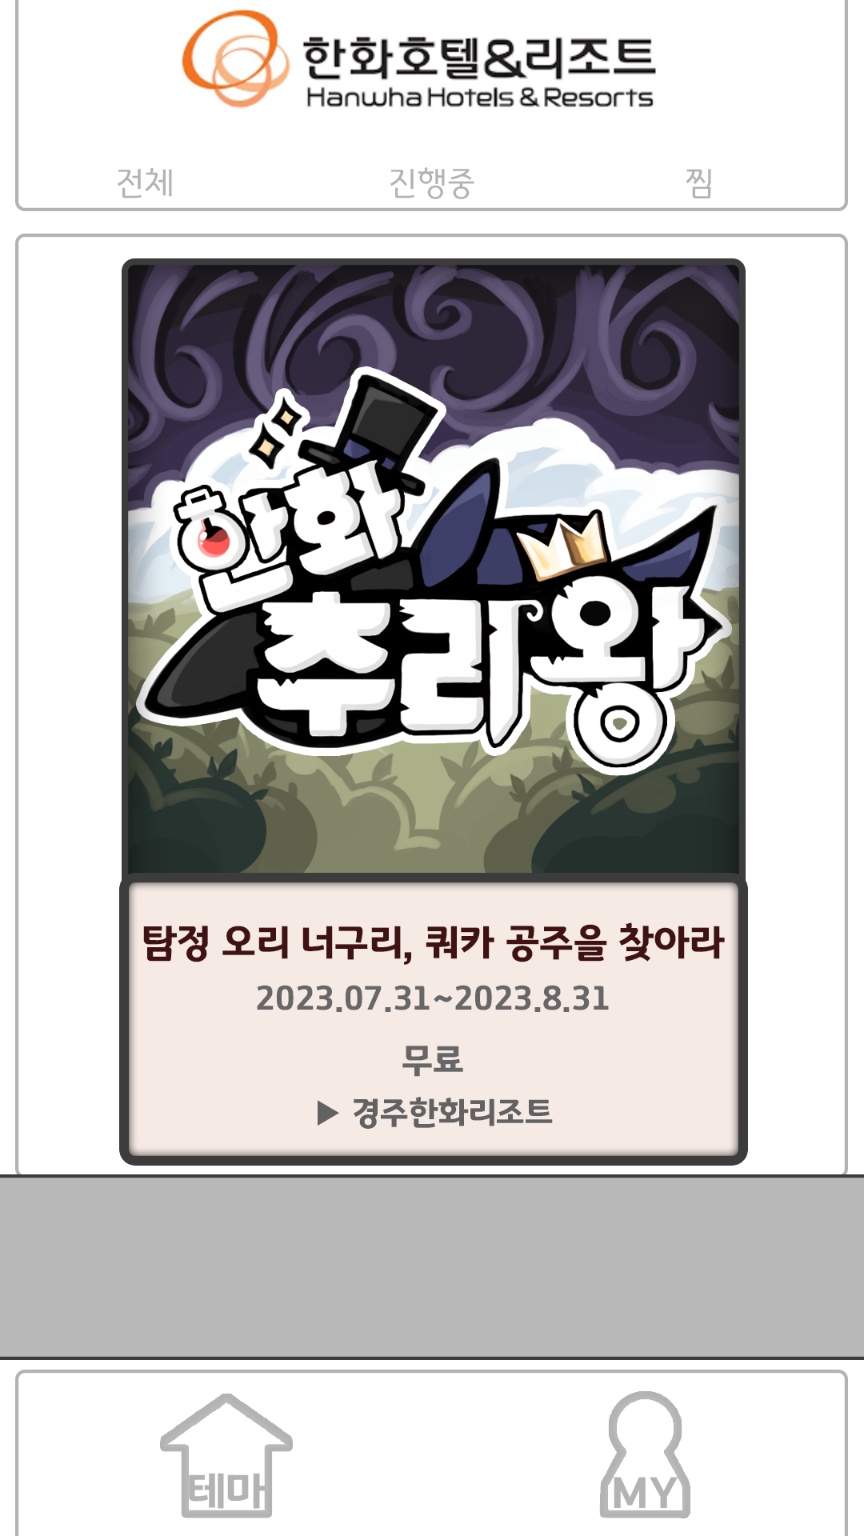 한화호텔&리조트
Hanwha Hotels & Resorts
전체 진행중 찜
한화
추리왕
탐정 오리 너구리, 쿼카 공주을 찾아라
2023.07.31~2023.8.31
무료
▶ 경주한화리조트
테마 MY